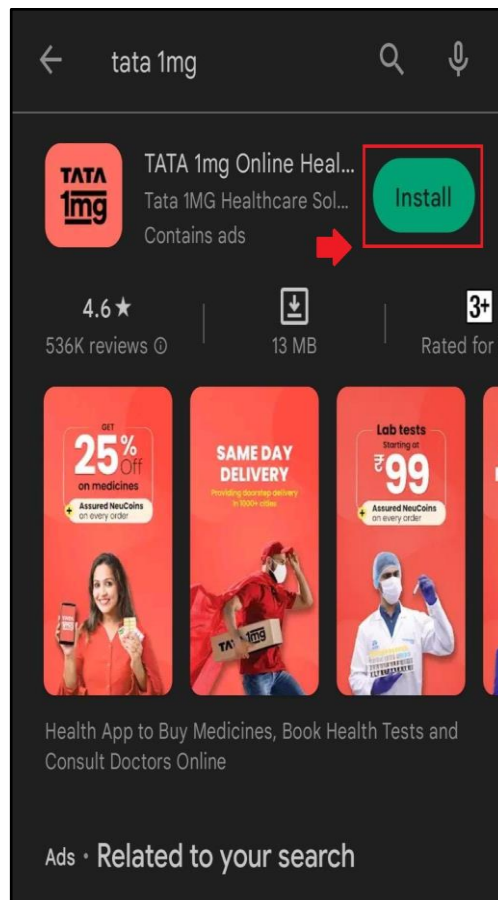 tata 1mg
TATA
1mg
TATA 1mg Online Heal...
Tata 1MG Healthcare Sol...
Contains ads
Install
4.6★
536K reviews
13 MB
3+
Rated for
GET
25% Off
on medicines
Assured NeuCoins
on every order
SAME DAY
DELIVERY
Providing doorstep delivery
in 1000+ cities
1mg
Lab tests
Starting at
₹99
Assured NeuCoins
on every order
Health App to Buy Medicines, Book Health Tests and
Consult Doctors Online
Ads • Related to your search